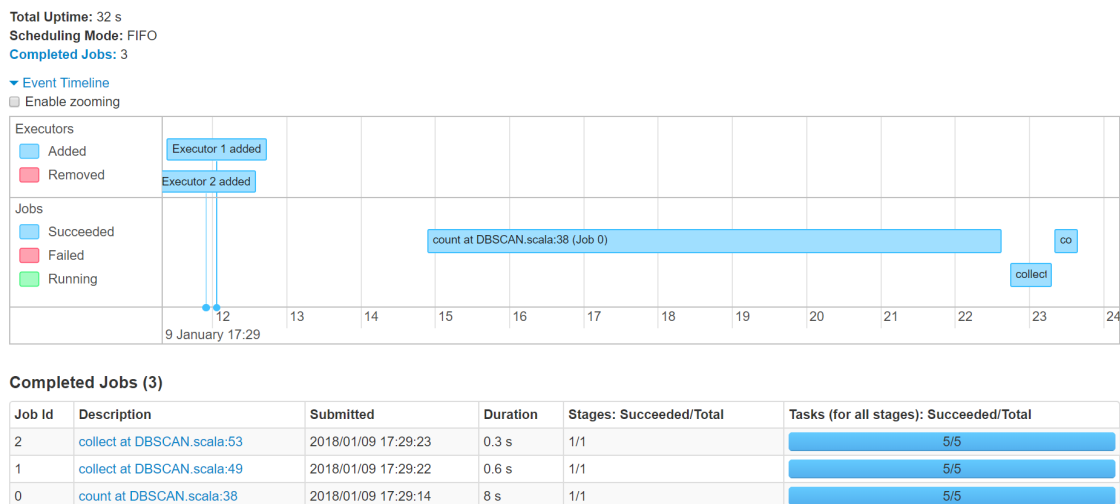 Total Uptime: 32 s
Scheduling Mode: FIFO
Completed Jobs: 3
Event Timeline
Enable zooming
Executors
Added
Removed
Executor 1 added
Executor 2 added
Jobs
Succeeded
Failed
Running
count at DBSCAN.scala:38 (Job 0)
co
collect
12 13 14 15 16 17 18 19 20 21 22 23 24
9 January 17:29
Completed Jobs (3)
Job Id Description Submitted Duration Stages: Succeeded/Total Tasks (for all stages): Succeeded/Total
2 collect at DBSCAN.scala:53 2018/01/09 17:29:23 0.3 s 1/1 5/5
1 collect at DBSCAN.scala:49 2018/01/09 17:29:22 0.6 s 1/1 5/5
0 count at DBSCAN.scala:38 2018/01/09 17:29:14 8 s 1/1 5/5